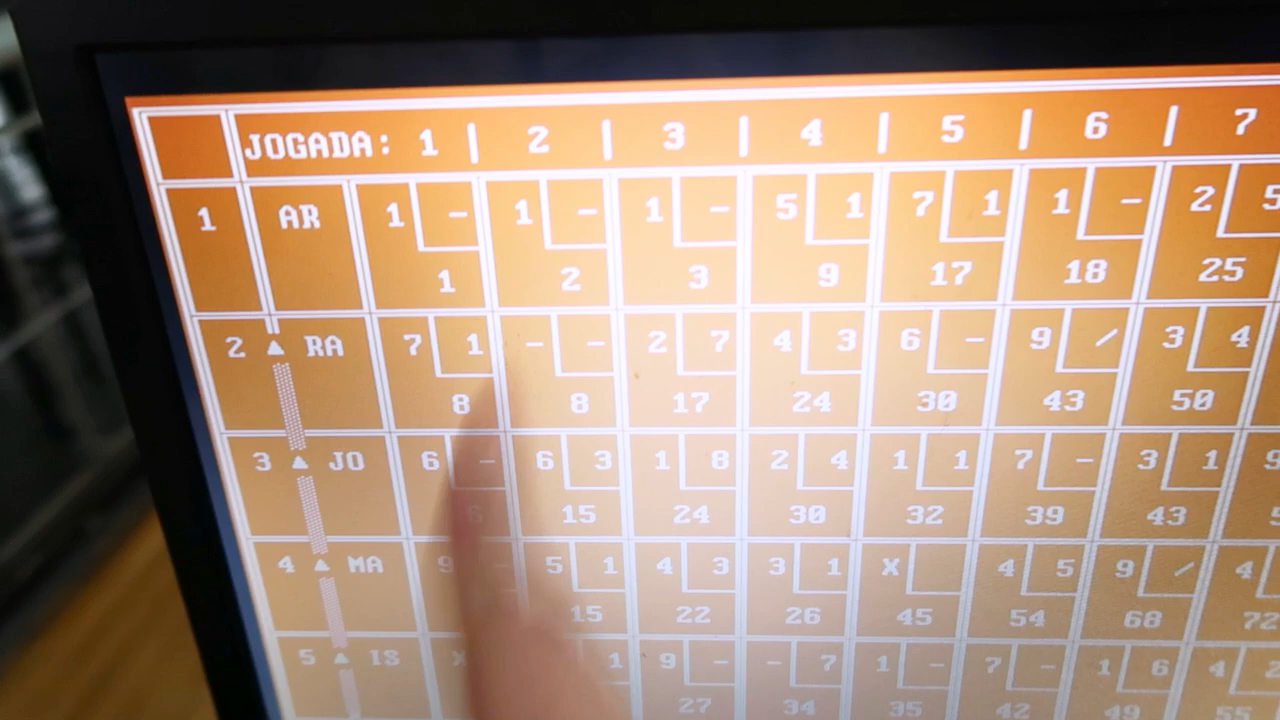 JOGADA: 1 | 2 | 3 | 4 | 5 | 6 | 7
1 AR 1 - 1 - 1 - 5 1 7 1 1 - 2 5
1 2 3 9 17 18 25
2 ▲ RA 7 1 - - 2 7 4 3 6 - 9 / 3 4
8 8 17 24 30 43 50
3 ▲ JO 6 - 6 3 1 8 2 4 1 1 7 - 3 1 9
6 15 24 30 32 39 43
4 ▲ MA 9 - 5 1 4 3 3 1 X 4 5 9 / 4
15 22 26 45 54 68 72
5 ▲ IS 1 9 - - 7 1 - 7 - 1 6 4 2
27 34 35 42 49 55